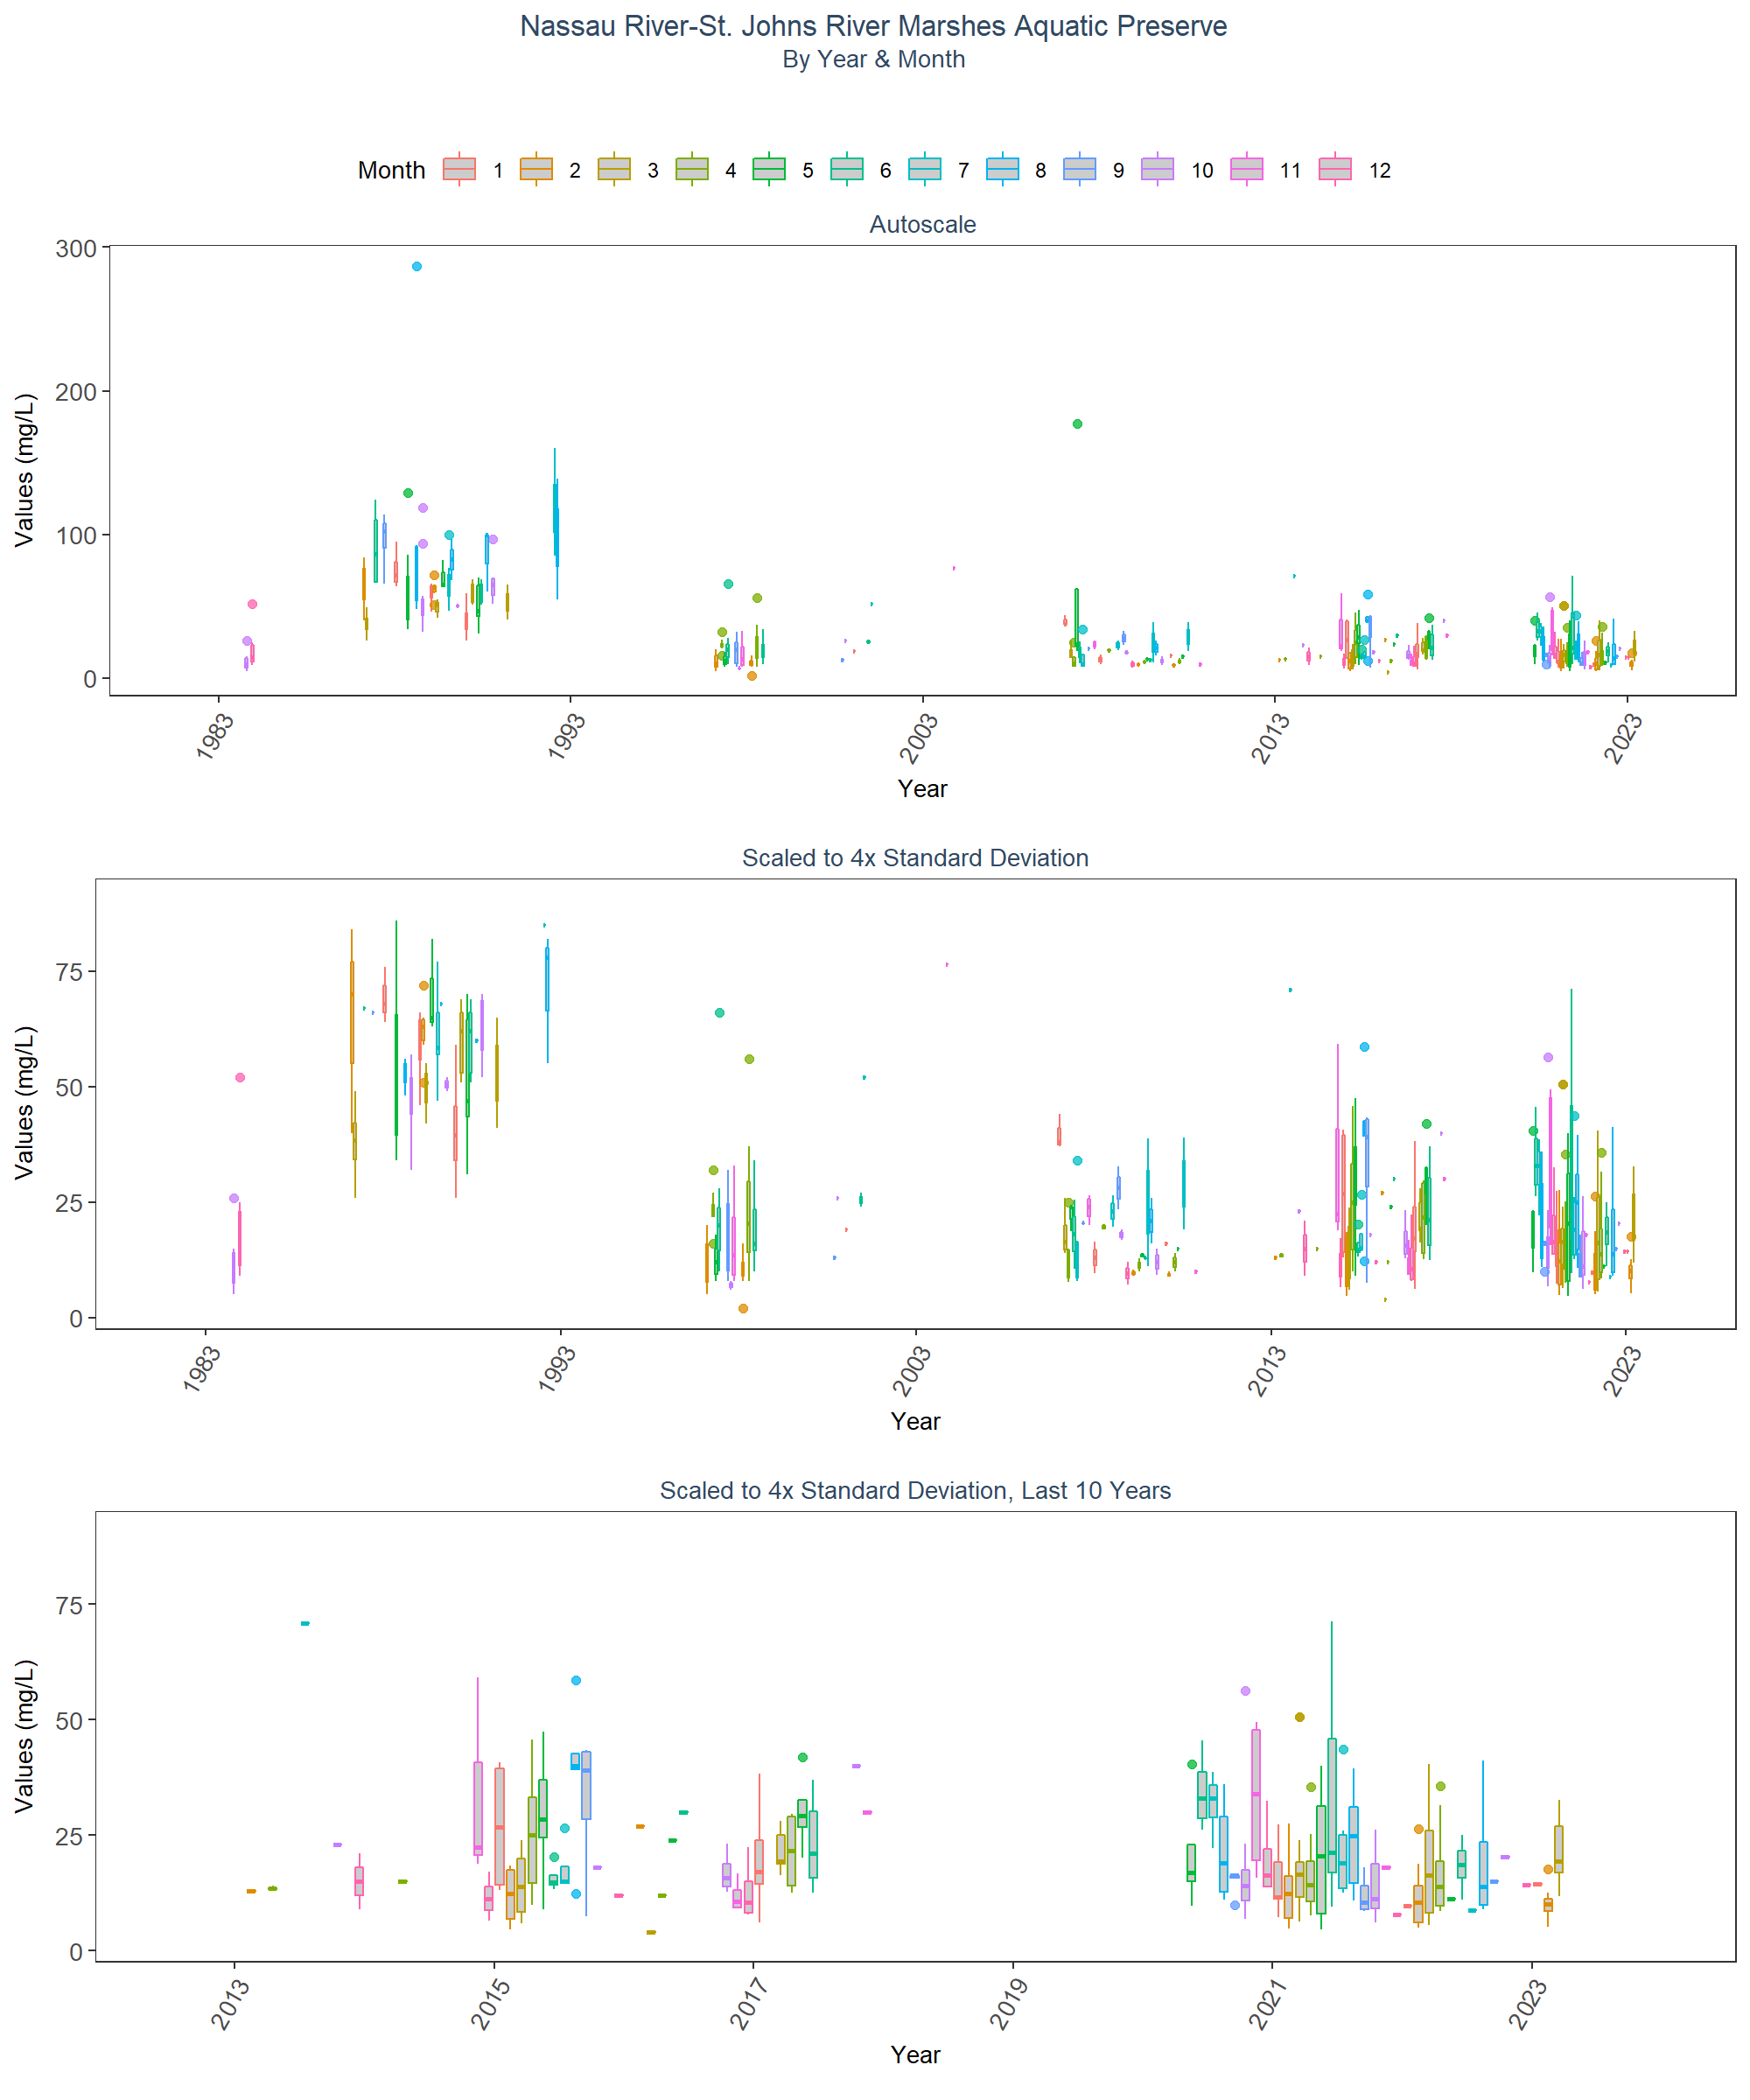 Nassau River-St. Johns River Marshes Aquatic Preserve
By Year & Month
Month 1 2 3 4 5 6 7 8 9 10 11 12
Autoscale
Values (mg/L)
300
200
100
0
1983 1993 2003 2013 2023
Year
Scaled to 4x Standard Deviation
Values (mg/L)
75
50
25
0
1983 1993 2003 2013 2023
Year
Scaled to 4x Standard Deviation, Last 10 Years
Values (mg/L)
75
50
25
0
2013 2015 2017 2019 2021 2023
Year